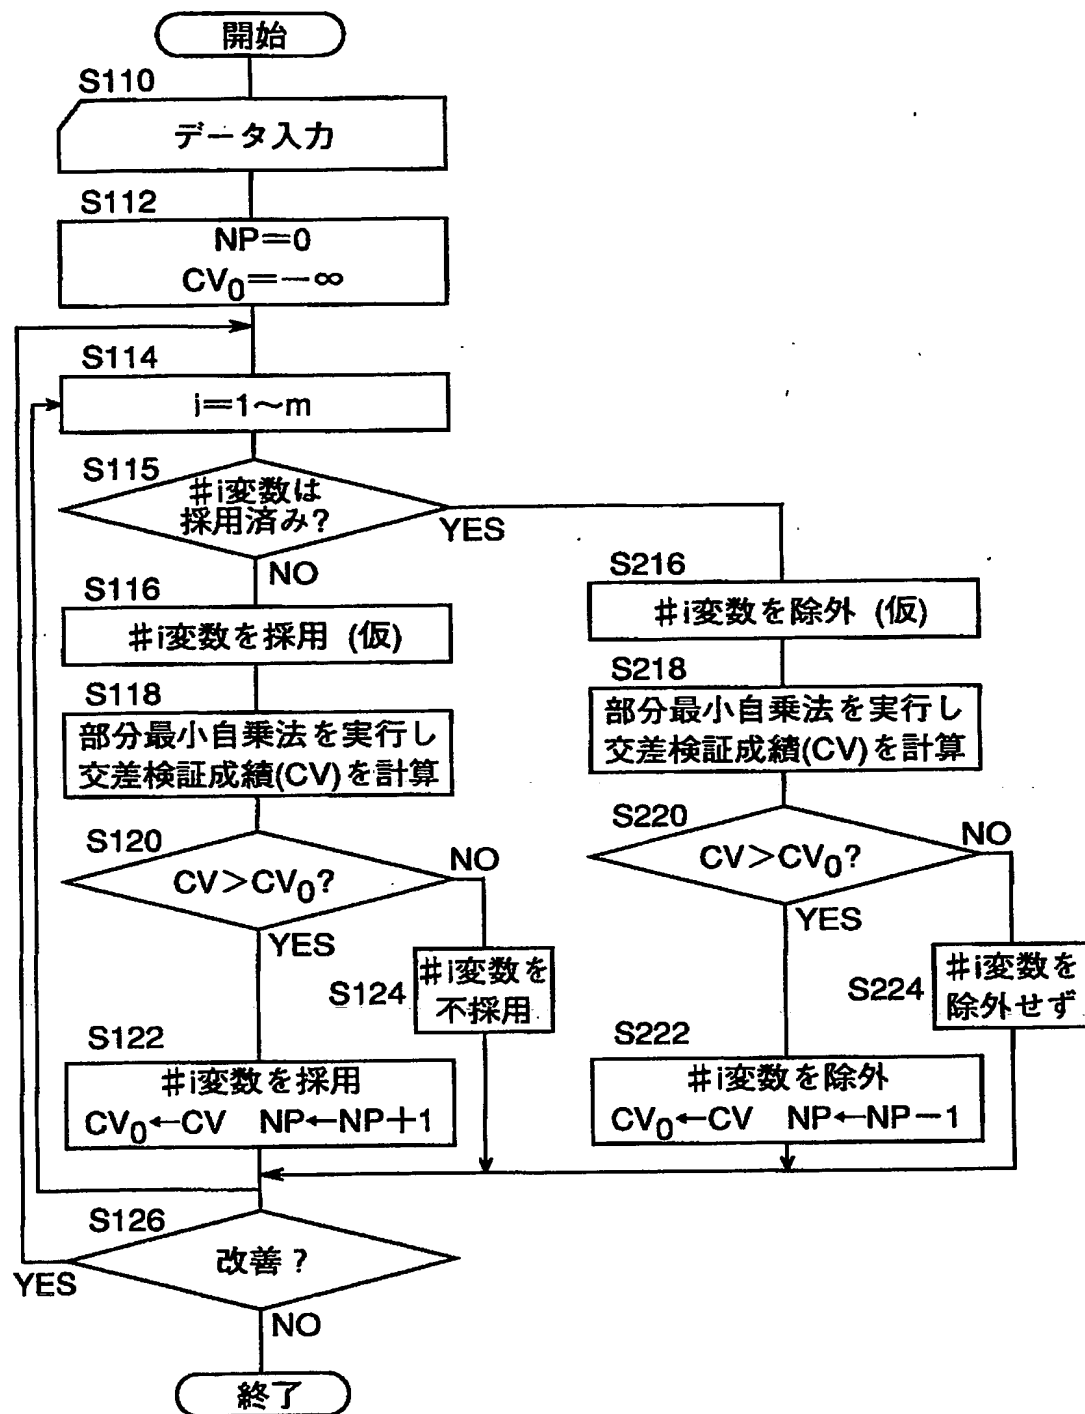 開始
S110
データ入力
S112
NP=0
CV₀=-∞
S114
i=1〜m
S115
#i変数は
採用済み?
YES
NO
S116
#i変数を採用 (仮)
S118
部分最小自乗法を実行し
交差検証成績(CV)を計算
S120
CV>CV₀?
NO
YES
S124
#i変数を
不採用
S122
#i変数を採用
CV₀←CV NP←NP+1
S216
#i変数を除外 (仮)
S218
部分最小自乗法を実行し
交差検証成績(CV)を計算
S220
CV>CV₀?
NO
YES
S224
#i変数を
除外せず
S222
#i変数を除外
CV₀←CV NP←NP-1
S126
改善?
YES
NO
終了